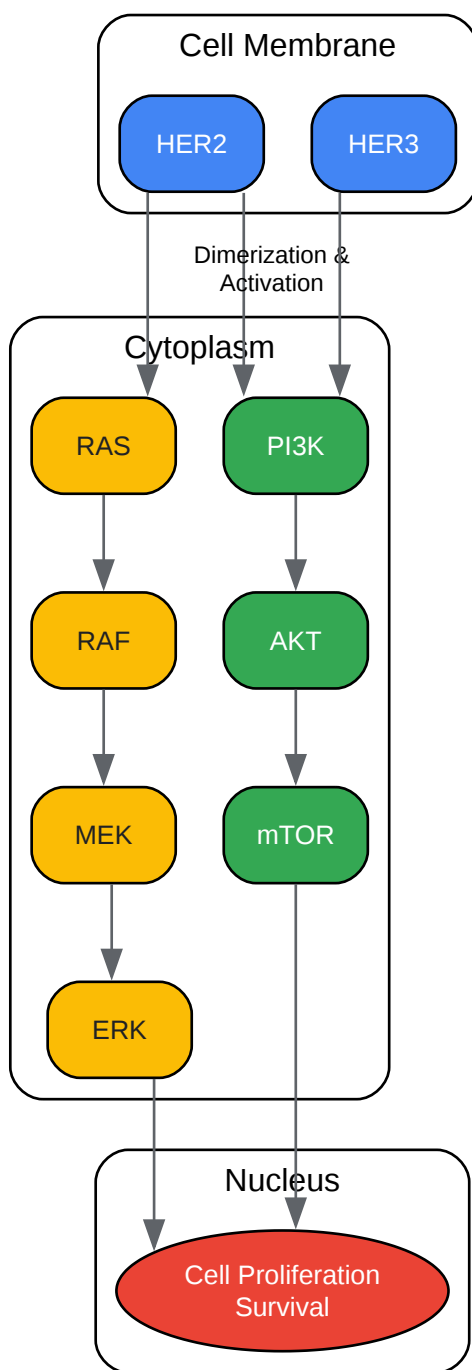 Cell Membrane
HER2
HER3
Dimerization &
Activation
Cytoplasm
RAS
PI3K
RAF
AKT
MEK
mTOR
ERK
Nucleus
Cell Proliferation
Survival